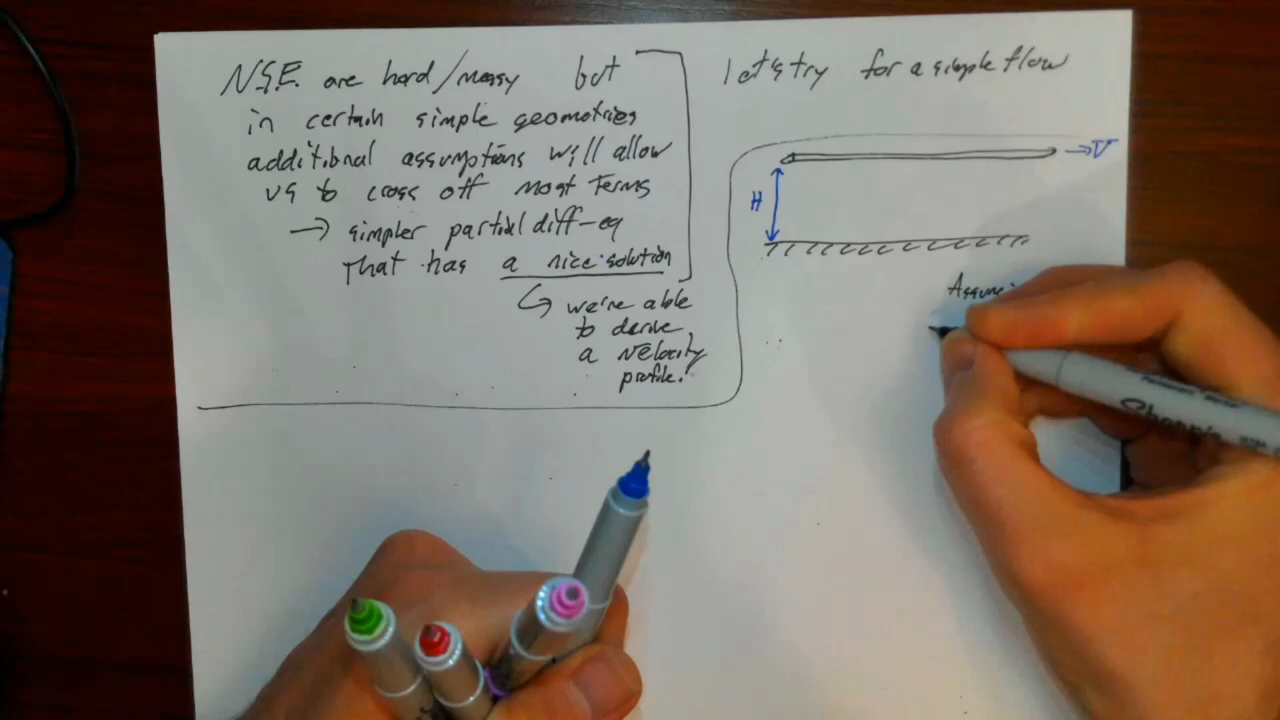 N.S.E. are hard/messy but
in certain simple geometries
additional assumptions will allow
us to cross off most terms
→ simpler partial diff-eq
that has a nice solution
↳ we're able
to derive
a velocity
profile.
let's try for a simple flow
→ V
H
Assum
Sharpie